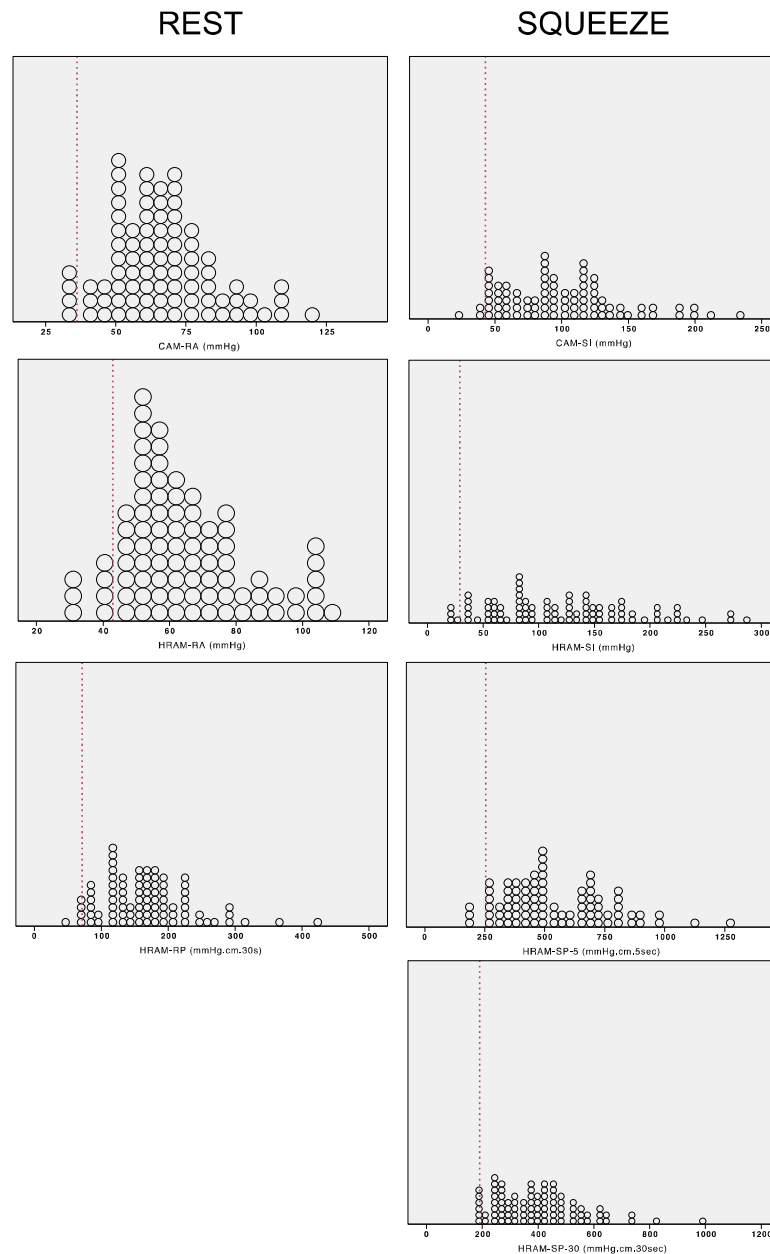 REST
SQUEEZE
25 50 75 100 125
CAM-RA (mmHg)
0 50 100 150 200 250
CAM-SI (mmHg)
20 40 60 80 100 120
HRAM-RA (mmHg)
0 50 100 150 200 250 300
HRAM-SI (mmHg)
0 100 200 300 400 500
HRAM-RP (mmHg.cm.30s)
0 250 500 750 1000 1250
HRAM-SP-5 (mmHg.cm.5sec)
0 200 400 600 800 1000 1200
HRAM-SP-30 (mmHg.cm.30sec)